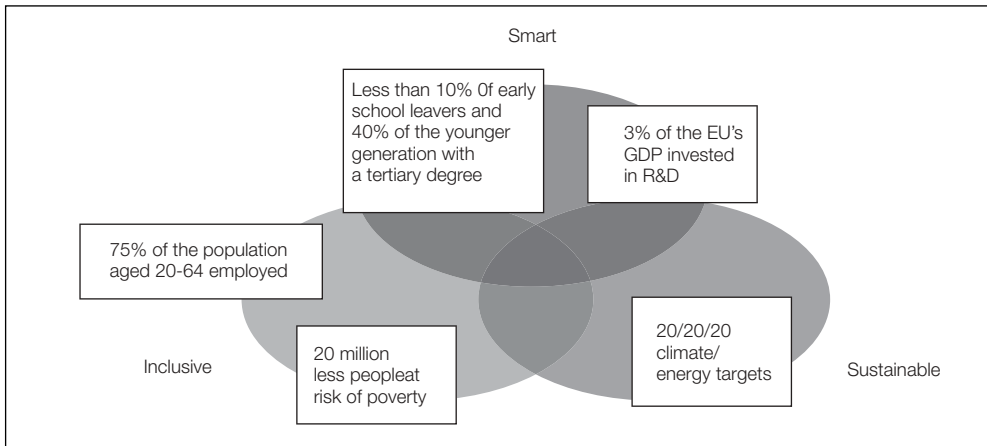 Smart
Less than 10% 0f early
school leavers and
40% of the younger
generation with
a tertiary degree
3% of the EU's
GDP invested
in R&D
75% of the population
aged 20-64 employed
20 million
less peopleat
risk of poverty
20/20/20
climate/
energy targets
Inclusive
Sustainable